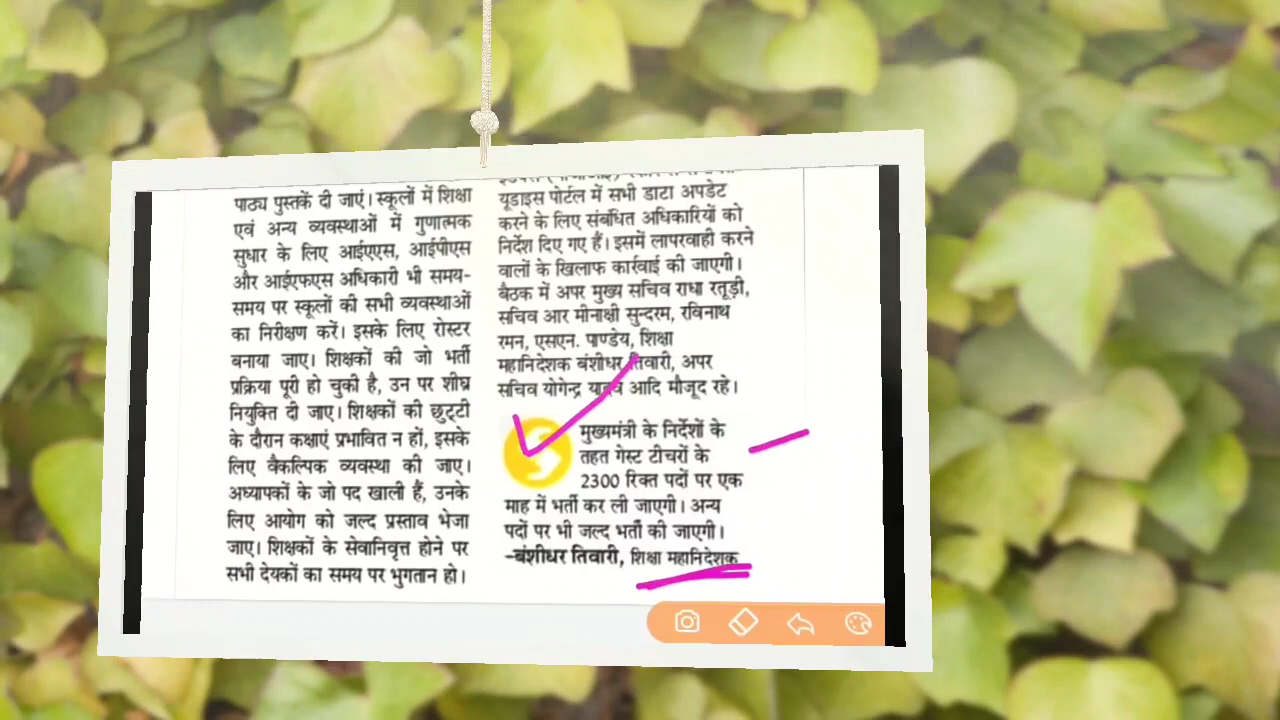 पाठ्य पुस्तकें दी जाएं। स्कूलों में शिक्षा
एवं अन्य व्यवस्थाओं में गुणात्मक
सुधार के लिए आईएएस, आईपीएस
और आईएफएस अधिकारी भी समय-
समय पर स्कूलों की सभी व्यवस्थाओं
का निरीक्षण करें। इसके लिए रोस्टर
बनाया जाए। शिक्षकों की जो भर्ती
प्रक्रिया पूरी हो चुकी है, उन पर शीघ्र
नियुक्ति दी जाए। शिक्षकों की छुट्टी
के दौरान कक्षाएं प्रभावित न हों, इसके
लिए वैकल्पिक व्यवस्था की जाए।
अध्यापकों के जो पद खाली हैं, उनके
लिए आयोग को जल्द प्रस्ताव भेजा
जाए। शिक्षकों के सेवानिवृत्त होने पर
सभी देयकों का समय पर भुगतान हो।
यूडाइस पोर्टल में सभी डाटा अपडेट
करने के लिए संबंधित अधिकारियों को
निर्देश दिए गए हैं। इसमें लापरवाही करने
वालों के खिलाफ कार्रवाई की जाएगी।
बैठक में अपर मुख्य सचिव राधा रतूड़ी,
सचिव आर मीनाक्षी सुन्दरम, रविनाथ
रमन, एसएन. पाण्डेय, शिक्षा
महानिदेशक बंशीधर तिवारी, अपर
सचिव योगेन्द्र यादव आदि मौजूद रहे।
मुख्यमंत्री के निर्देशों के
तहत गेस्ट टीचरों के
2300 रिक्त पदों पर एक
माह में भर्ती कर ली जाएगी। अन्य
पदों पर भी जल्द भर्ती की जाएगी।
-बंशीधर तिवारी, शिक्षा महानिदेशक